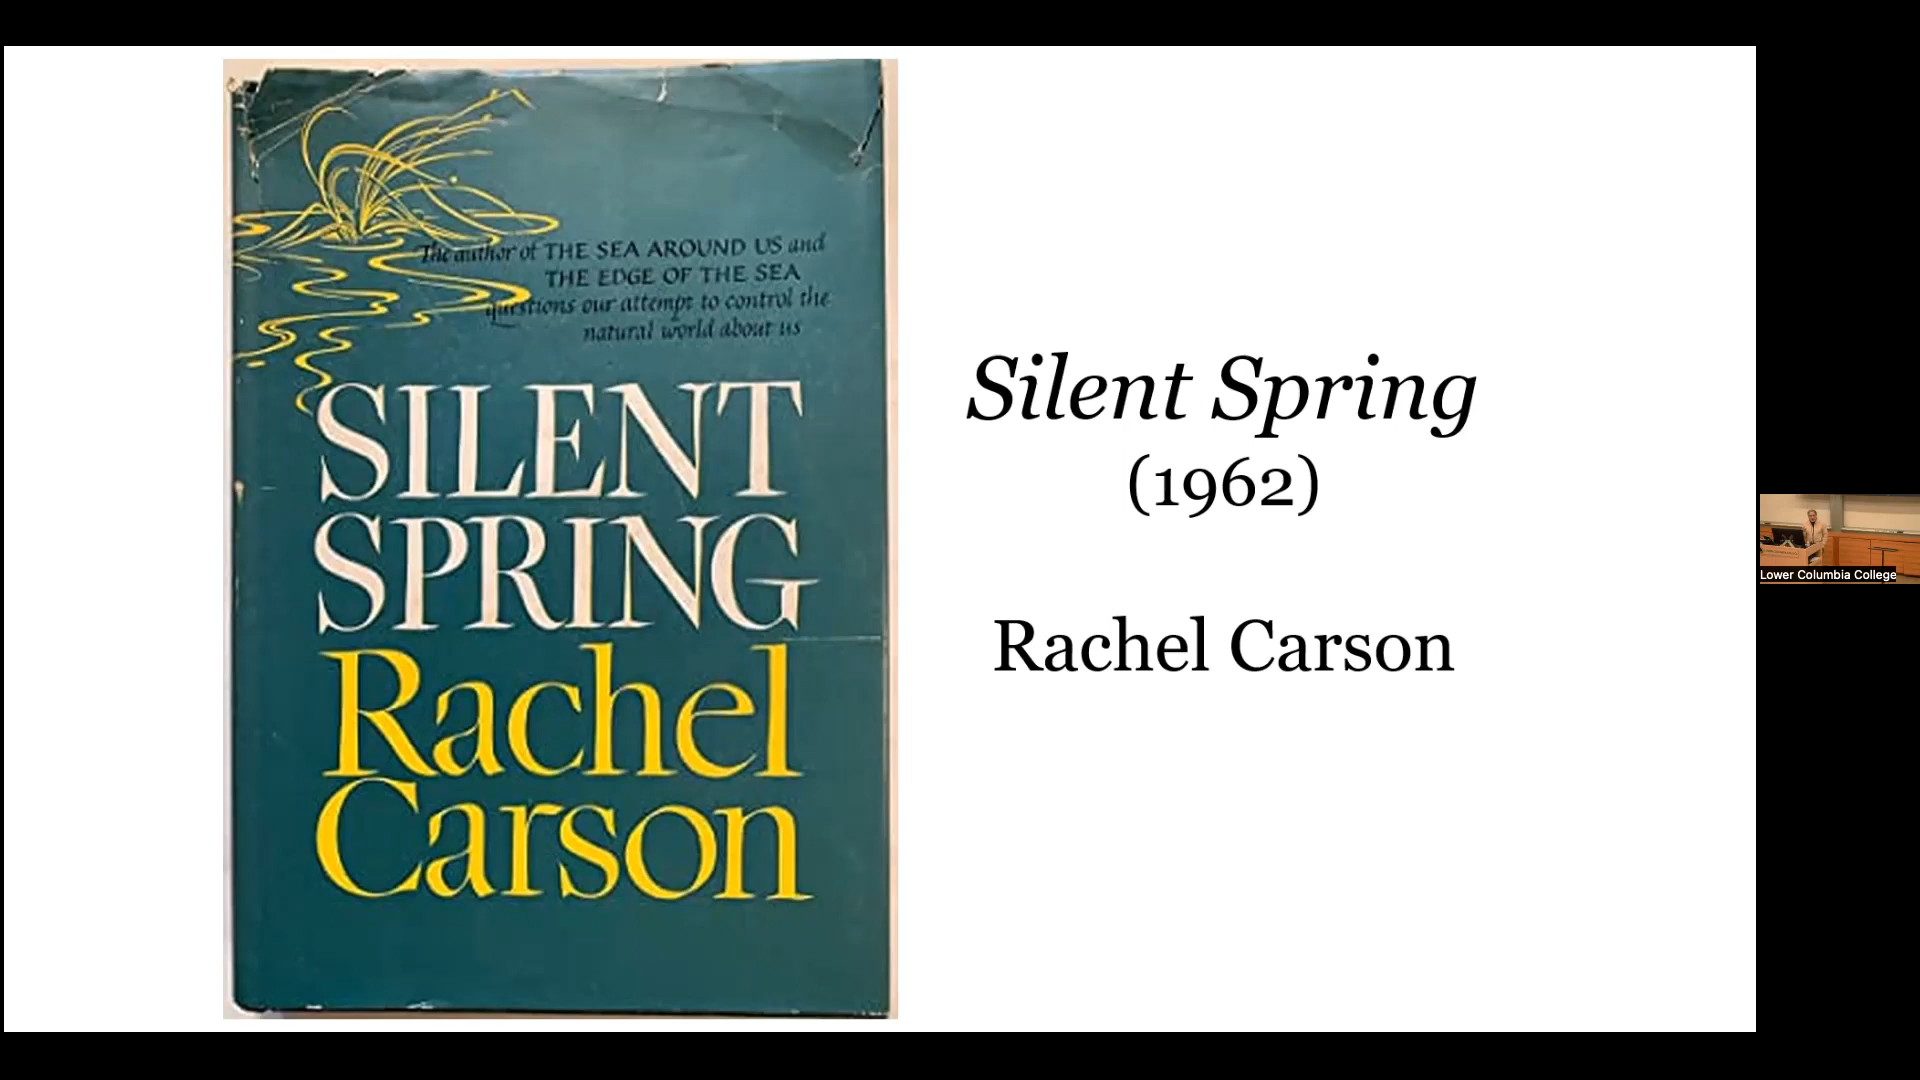 The author of THE SEA AROUND US and
THE EDGE OF THE SEA
questions our attempt to control the
natural world about us
SILENT
SPRING
Rachel
Carson
Silent Spring
(1962)
Rachel Carson
Lower Columbia College